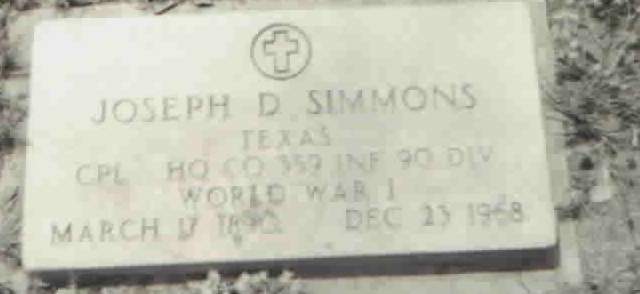 JOSEPH D SIMMONS
TEXAS
CPL HQ CO 359 INF 90 DIV
WORLD WAR I
MARCH 17 DEC 23 1968